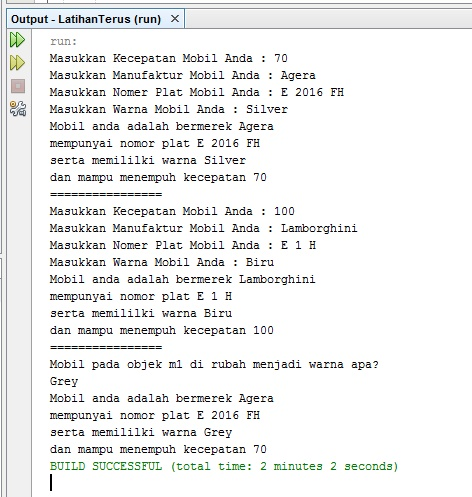 Output - LatihanTerus (run) ×
run:
Masukkan Kecepatan Mobil Anda : 70
Masukkan Manufaktur Mobil Anda : Agera
Masukkan Nomer Plat Mobil Anda : E 2016 FH
Masukkan Warna Mobil Anda : Silver
Mobil anda adalah bermerek Agera
mempunyai nomor plat E 2016 FH
serta memililki warna Silver
dan mampu menempuh kecepatan 70
================
Masukkan Kecepatan Mobil Anda : 100
Masukkan Manufaktur Mobil Anda : Lamborghini
Masukkan Nomer Plat Mobil Anda : E 1 H
Masukkan Warna Mobil Anda : Biru
Mobil anda adalah bermerek Lamborghini
mempunyai nomor plat E 1 H
serta memililki warna Biru
dan mampu menempuh kecepatan 100
================
Mobil pada objek m1 di rubah menjadi warna apa?
Grey
Mobil anda adalah bermerek Agera
mempunyai nomor plat E 2016 FH
serta memililki warna Grey
dan mampu menempuh kecepatan 70
BUILD SUCCESSFUL (total time: 2 minutes 2 seconds)